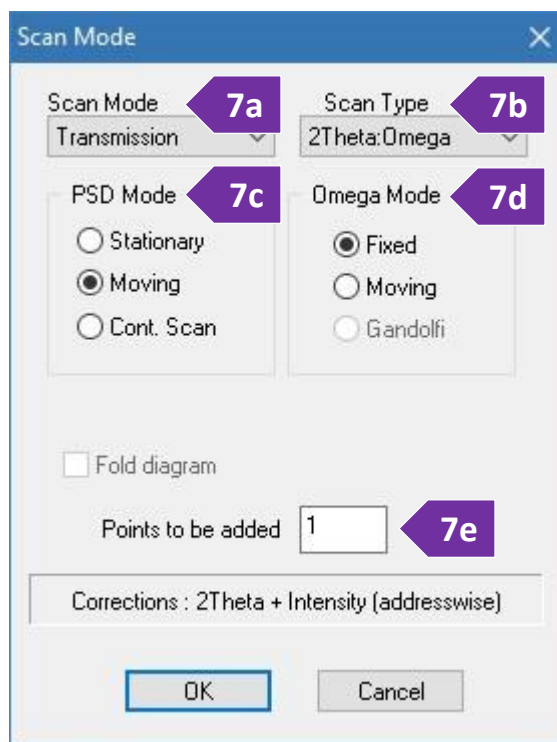 Scan Mode
Scan Mode 7a Scan Type 7b
Transmission 2Theta:Omega
PSD Mode 7c Omega Mode 7d
Stationary Fixed
Moving Moving
Cont. Scan Gandolfi
Fold diagram
Points to be added 1 7e
Corrections : 2Theta + Intensity (addresswise)
OK Cancel